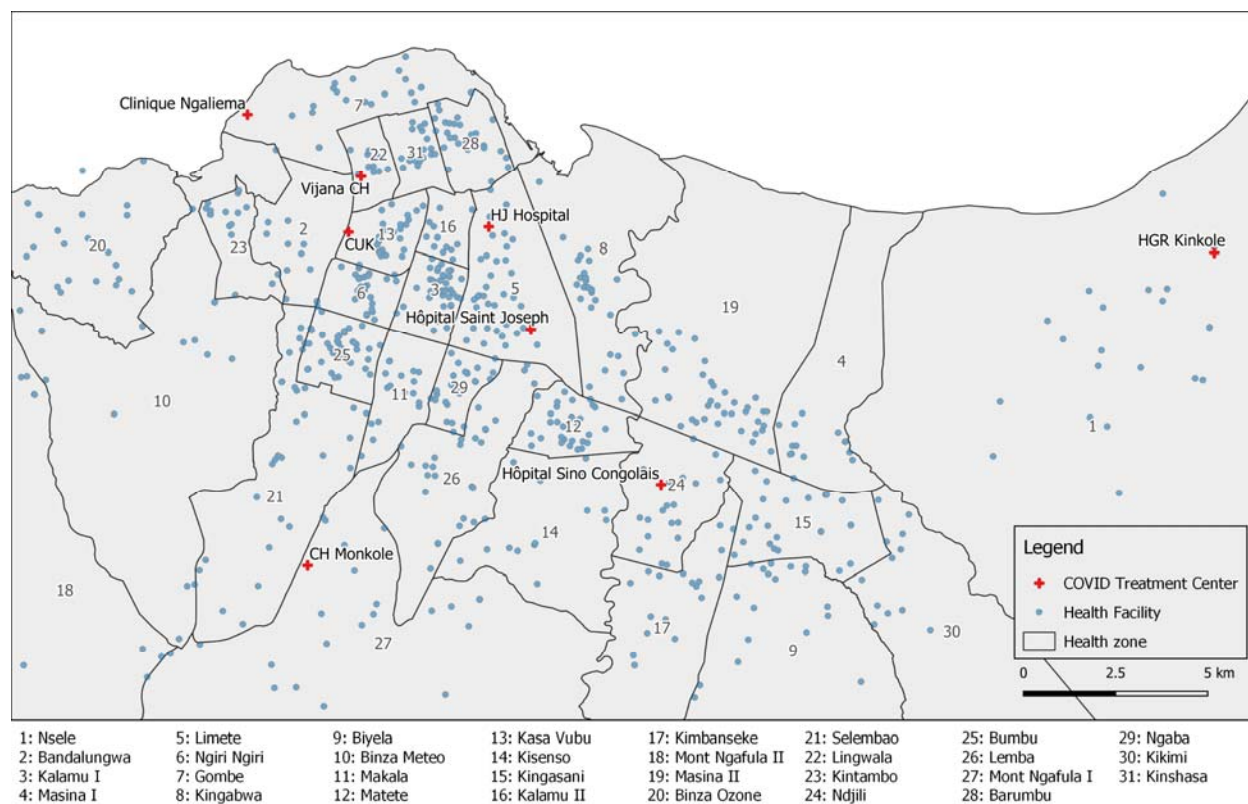 Clinique Ngaliema
7
22
31
28
Vijana CH
HJ Hospital
20
23
2
CUK
13
16
8
HGR Kinkole
6
3
5
19
Hôpital Saint Joseph
25
4
10
11
29
12
1
26
Hôpital Sino Congolais
24
21
15
14
CH Monkole
18
27
17
9
30
Legend
COVID Treatment Center
Health Facility
Health zone
0 2.5 5 km
1: Nsele 5: Limete 9: Biyela 13: Kasa Vubu 17: Kimbanseke 21: Selembao 25: Bumbu 29: Ngaba
2: Bandalungwa 6: Ngiri Ngiri 10: Binza Meteo 14: Kisenso 18: Mont Ngafula II 22: Lingwala 26: Lemba 30: Kikimi
3: Kalamu I 7: Gombe 11: Makala 15: Kingasani 19: Masina II 23: Kintambo 27: Mont Ngafula I 31: Kinshasa
4: Masina I 8: Kingabwa 12: Matete 16: Kalamu II 20: Binza Ozone 24: Ndjili 28: Barumbu